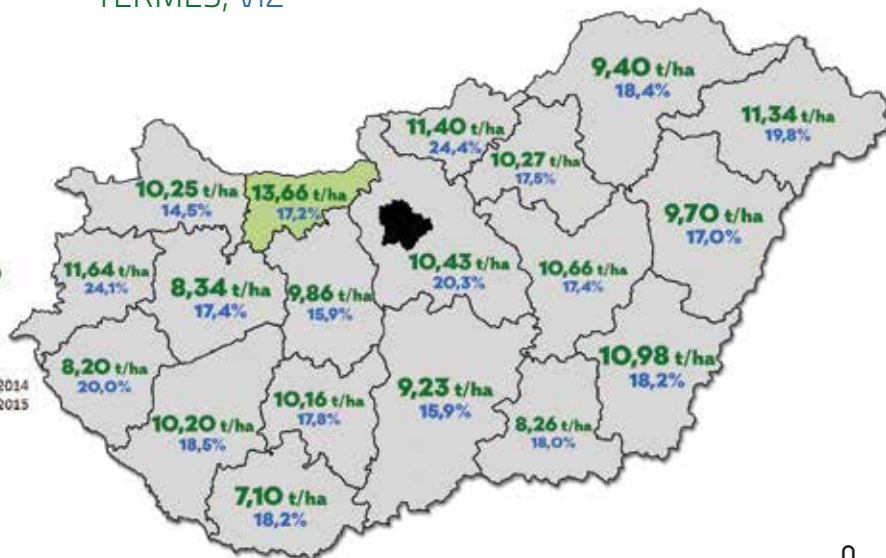 TERMÉS, VÍZ
9,40 t/ha
18,4%
11,34 t/ha
19,8%
11,40 t/ha
24,4%
10,27 t/ha
17,5%
10,25 t/ha
14,5%
13,66 t/ha
17,2%
9,70 t/ha
17,0%
11,64 t/ha
24,1%
8,34 t/ha
17,4%
9,86 t/ha
15,9%
10,43 t/ha
20,3%
10,66 t/ha
17,4%
8,20 t/ha
20,0%
10,98 t/ha
18,2%
2014
2015
10,20 t/ha
18,5%
10,16 t/ha
17,8%
9,23 t/ha
15,9%
8,26 t/ha
18,0%
7,10 t/ha
18,2%